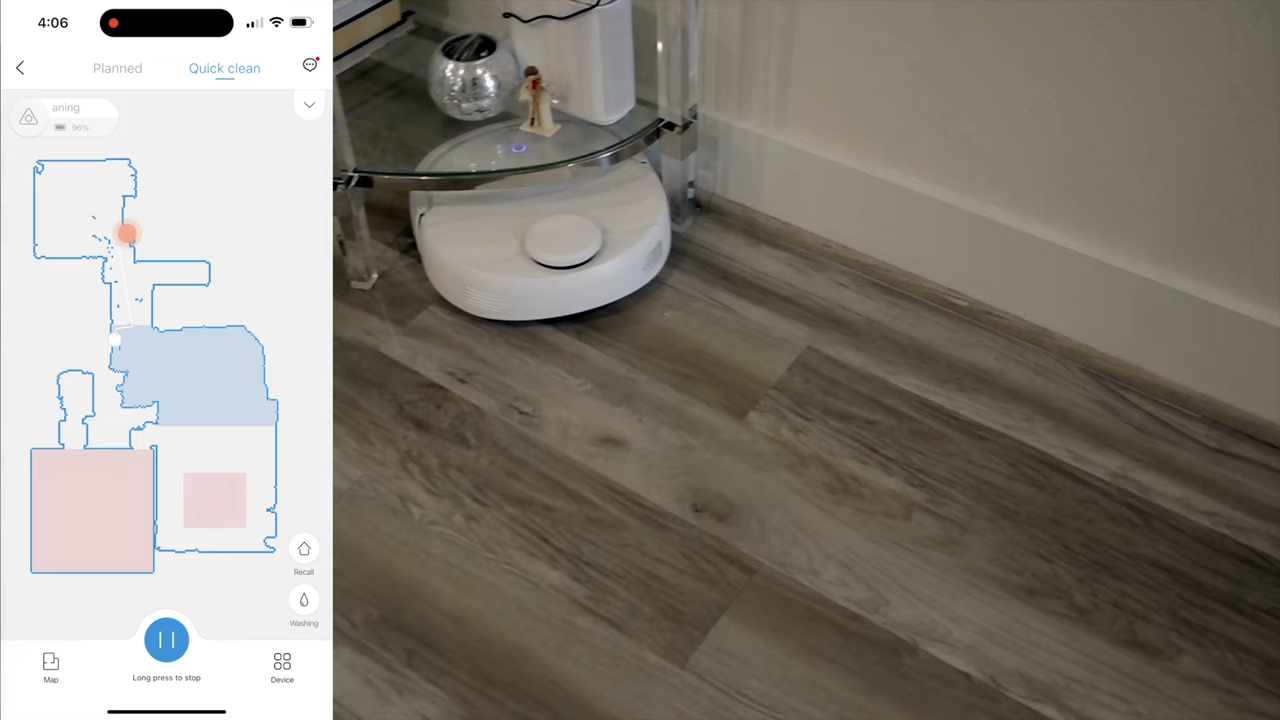 4:06
Planned
Quick clean
aning
96%
Recall
Washing
Map
Long press to stop
Device